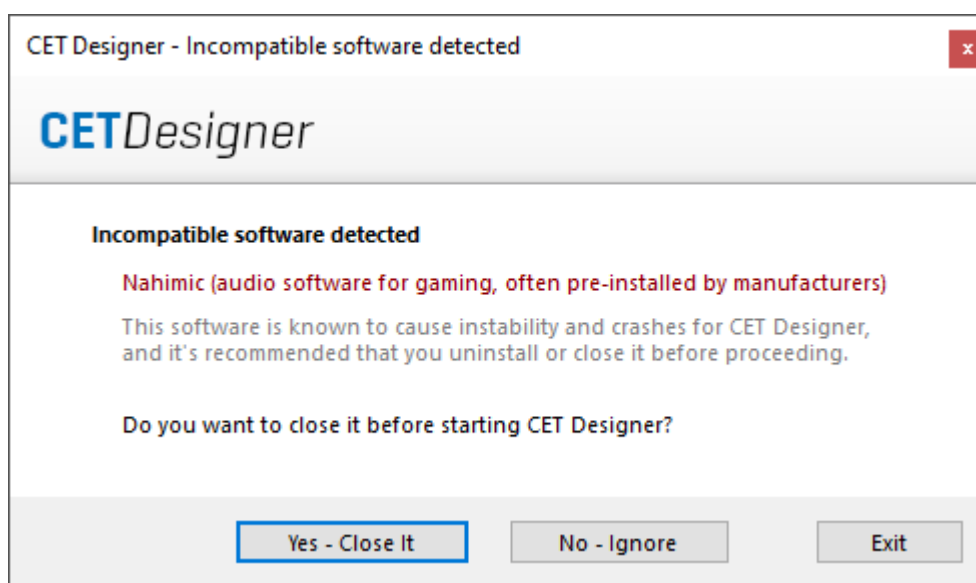 CET Designer - Incompatible software detected
x
CETDesigner
Incompatible software detected
Nahimic (audio software for gaming, often pre-installed by manufacturers)
This software is known to cause instability and crashes for CET Designer,
and it's recommended that you uninstall or close it before proceeding.
Do you want to close it before starting CET Designer?
Yes - Close It
No - Ignore
Exit